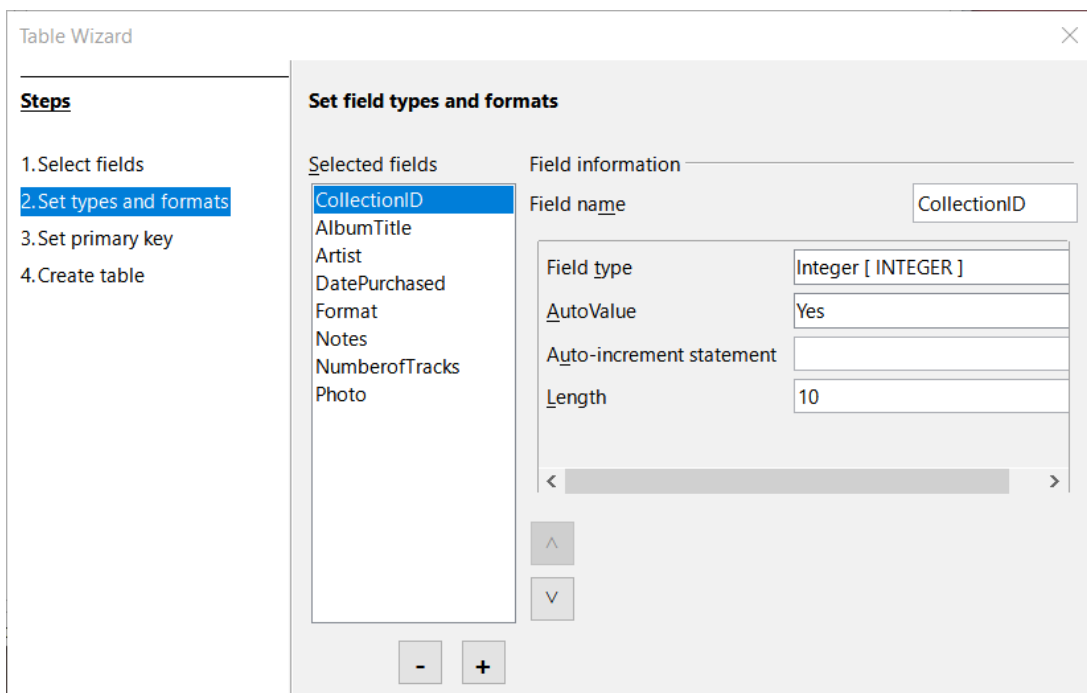 Table Wizard
Steps
1.Select fields
2.Set types and formats
3.Set primary key
4.Create table
Set field types and formats
Selected fields
CollectionID
AlbumTitle
Artist
DatePurchased
Format
Notes
NumberofTracks
Photo
- +
Field information
Field name CollectionID
Field type Integer [ INTEGER ]
AutoValue Yes
Auto-increment statement
Length 10